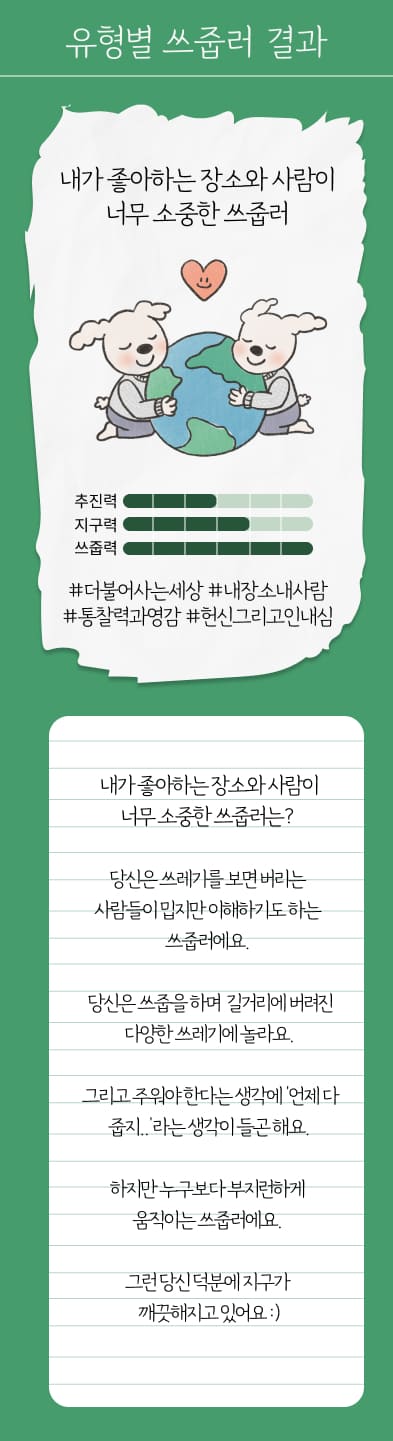 유형별 쓰줍러 결과
내가 좋아하는 장소와 사람이
너무 소중한 쓰줍러
추진력
지구력
쓰줍력
#더불어사는세상 #내장소내사람
#통찰력과영감 #헌신그리고인내심
내가 좋아하는 장소와 사람이
너무 소중한 쓰줍러는?
당신은 쓰레기를 보면 버리는
사람들이 밉지만 이해하기도 하는
쓰줍러에요.
당신은 쓰줍을 하며 길거리에 버려진
다양한 쓰레기에 놀라요.
그리고 주워야 한다는 생각에 '언제 다
줍지..'라는 생각이 들곤 해요.
하지만 누구보다 부지런하게
움직이는 쓰줍러에요.
그런 당신 덕분에 지구가
깨끗해지고 있어요 :)